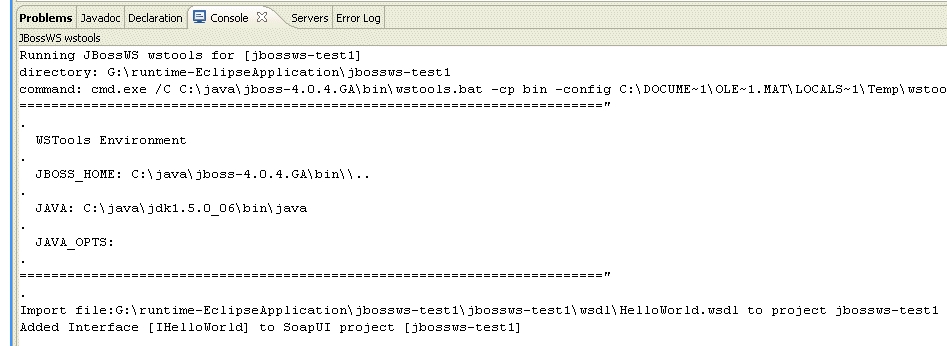 Problems Javadoc Declaration Console Servers Error Log
JBossWS wstools
Running JBossWS wstools for [jbossws-test1]
directory: G:\runtime-EclipseApplication\jbossws-test1
command: cmd.exe /C C:\java\jboss-4.0.4.GA\bin\wstools.bat -cp bin -config C:\DOCUME~1\OLE~1.MAT\LOCALS~1\Temp\wstoo
========================================================================="
.
WSTools Environment
.
JBOSS_HOME: C:\java\jboss-4.0.4.GA\bin\\..
.
JAVA: C:\java\jdk1.5.0_06\bin\java
.
JAVA_OPTS:
.
========================================================================="
.
Import file:G:\runtime-EclipseApplication\jbossws-test1\jbossws-test1\wsdl\HelloWorld.wsdl to project jbossws-test1
Added Interface [IHelloWorld] to SoapUI project [jbossws-test1]